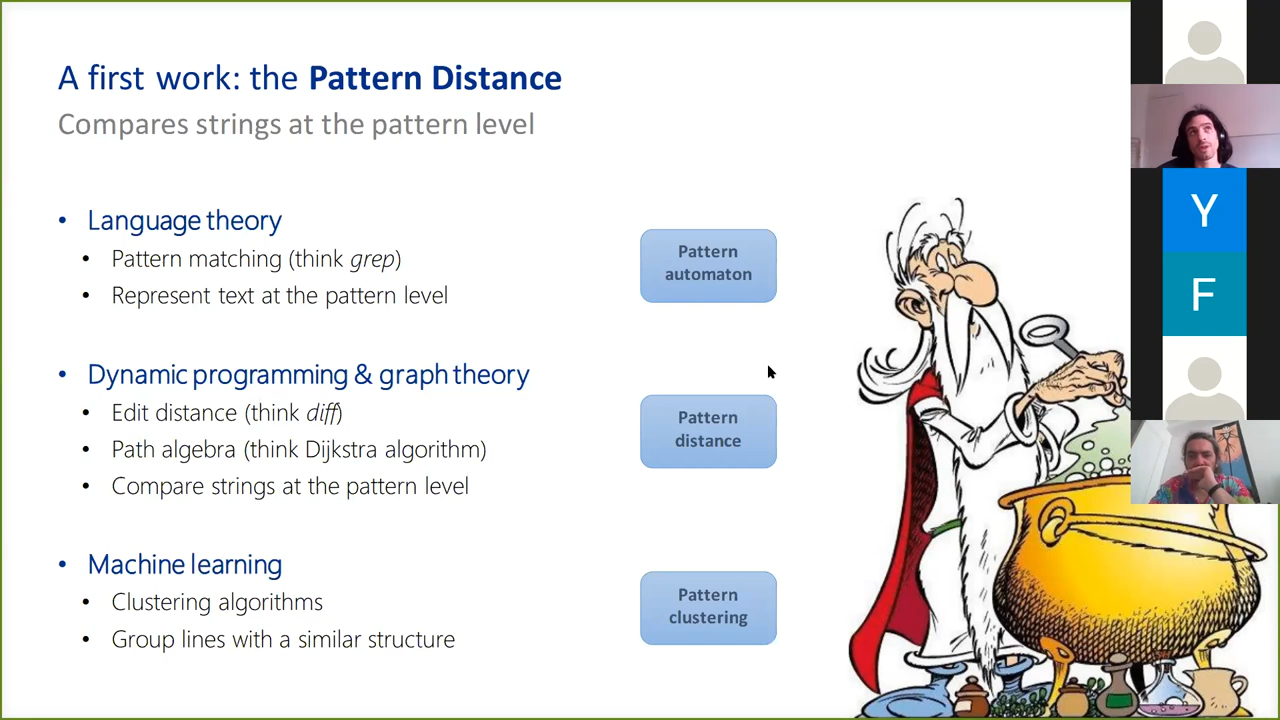 A first work: the Pattern Distance
Compares strings at the pattern level
• Language theory
• Pattern matching (think grep)
• Represent text at the pattern level
Pattern
automaton
• Dynamic programming & graph theory
• Edit distance (think diff)
• Path algebra (think Dijkstra algorithm)
• Compare strings at the pattern level
Pattern
distance
• Machine learning
• Clustering algorithms
• Group lines with a similar structure
Pattern
clustering
Y
F